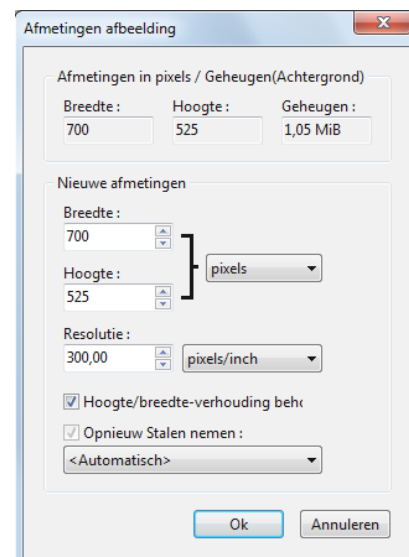 Afmetingen afbeelding
Afmetingen in pixels / Geheugen(Achtergrond)
Breedte : Hoogte : Geheugen :
700 525 1,05 MiB
Nieuwe afmetingen
Breedte :
700
pixels
Hoogte :
525
Resolutie :
300,00 pixels/inch
Hoogte/breedte-verhouding beho
Opnieuw Stalen nemen :
<Automatisch>
Ok Annuleren